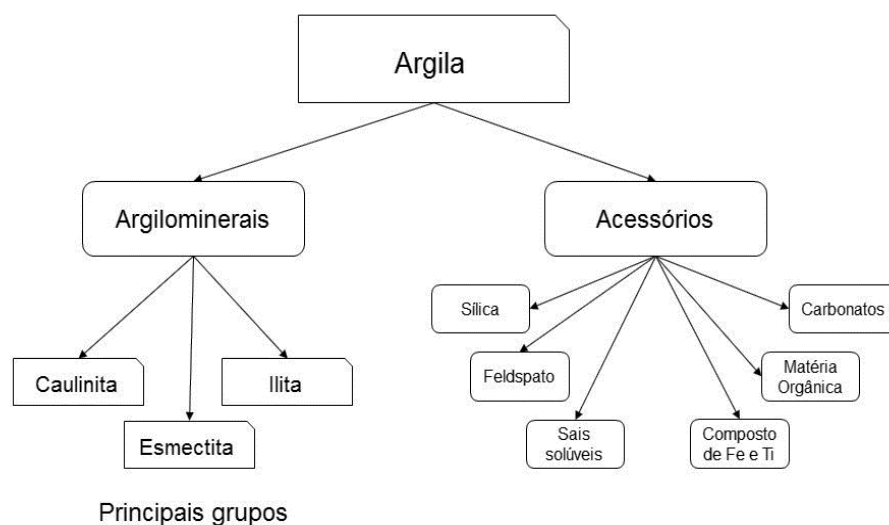 Argila
Argilominerais
Acessórios
Sílica
Carbonatos
Caulinita
Ilita
Feldspato
Matéria
Orgânica
Esmectita
Sais
solúveis
Composto
de Fe e Ti
Principais grupos